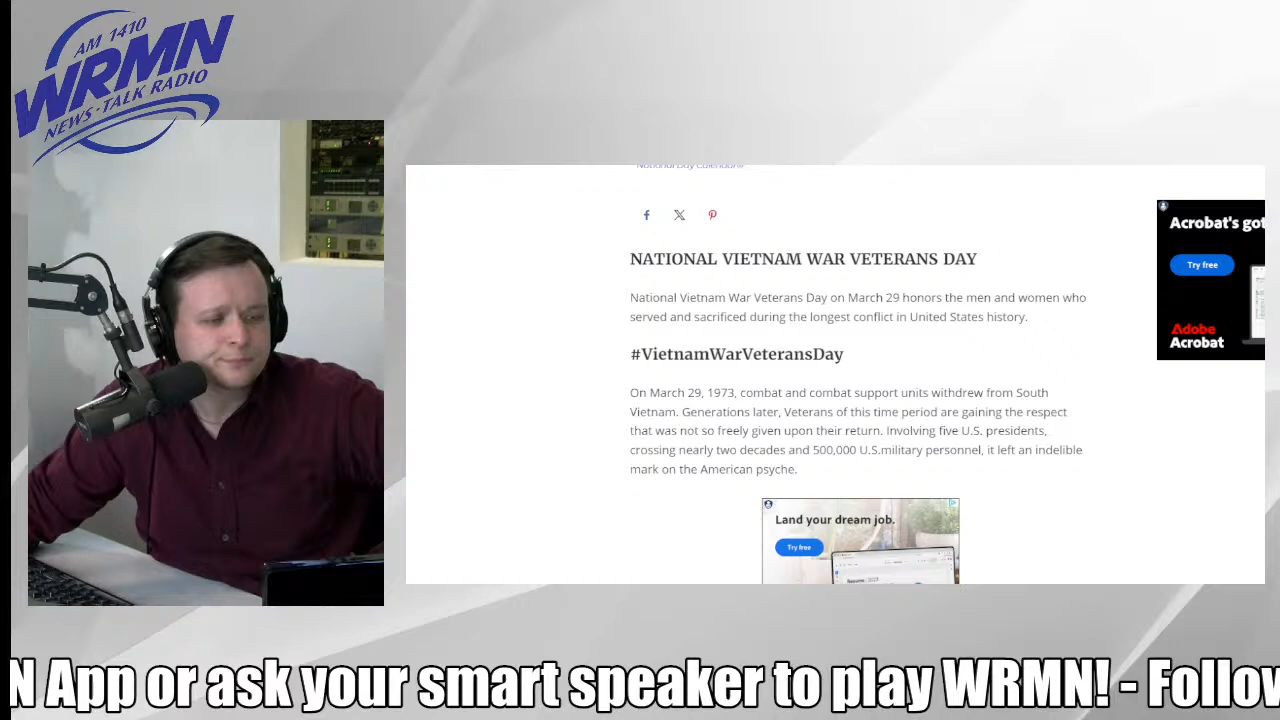 AM 1410
WRMN
NEWS·TALK RADIO
National Day Calendar®
NATIONAL VIETNAM WAR VETERANS DAY
National Vietnam War Veterans Day on March 29 honors the men and women who
served and sacrificed during the longest conflict in United States history.
#VietnamWarVeteransDay
On March 29, 1973, combat and combat support units withdrew from South
Vietnam. Generations later, Veterans of this time period are gaining the respect
that was not so freely given upon their return. Involving five U.S. presidents,
crossing nearly two decades and 500,000 U.S.military personnel, it left an indelible
mark on the American psyche.
Acrobat's got
Try free
Adobe
Acrobat
Land your dream job.
Try free
Resume
N App or ask your smart speaker to play WRMN! - Follow